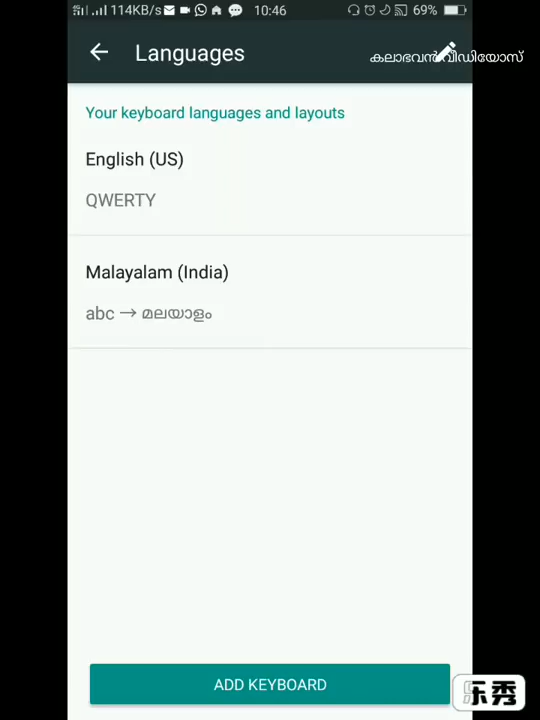 114KB/s 10:46 69%
Languages
കലാഭവൻ വീഡിയോസ്
Your keyboard languages and layouts
English (US)
QWERTY
Malayalam (India)
abc → മലയാളം
ADD KEYBOARD
乐秀